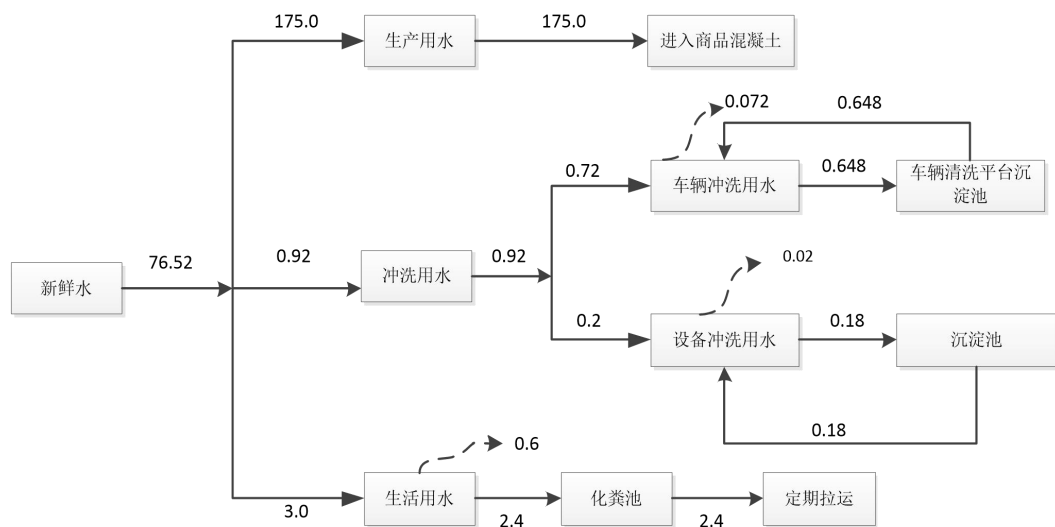 175.0
生产用水
175.0
进入商品混凝土
0.072
0.648
0.72
车辆冲洗用水
0.648
车辆清洗平台沉
淀池
新鲜水
76.52
0.92
冲洗用水
0.92
0.02
0.2
设备冲洗用水
0.18
沉淀池
0.18
0.6
3.0
生活用水
2.4
化粪池
2.4
定期拉运